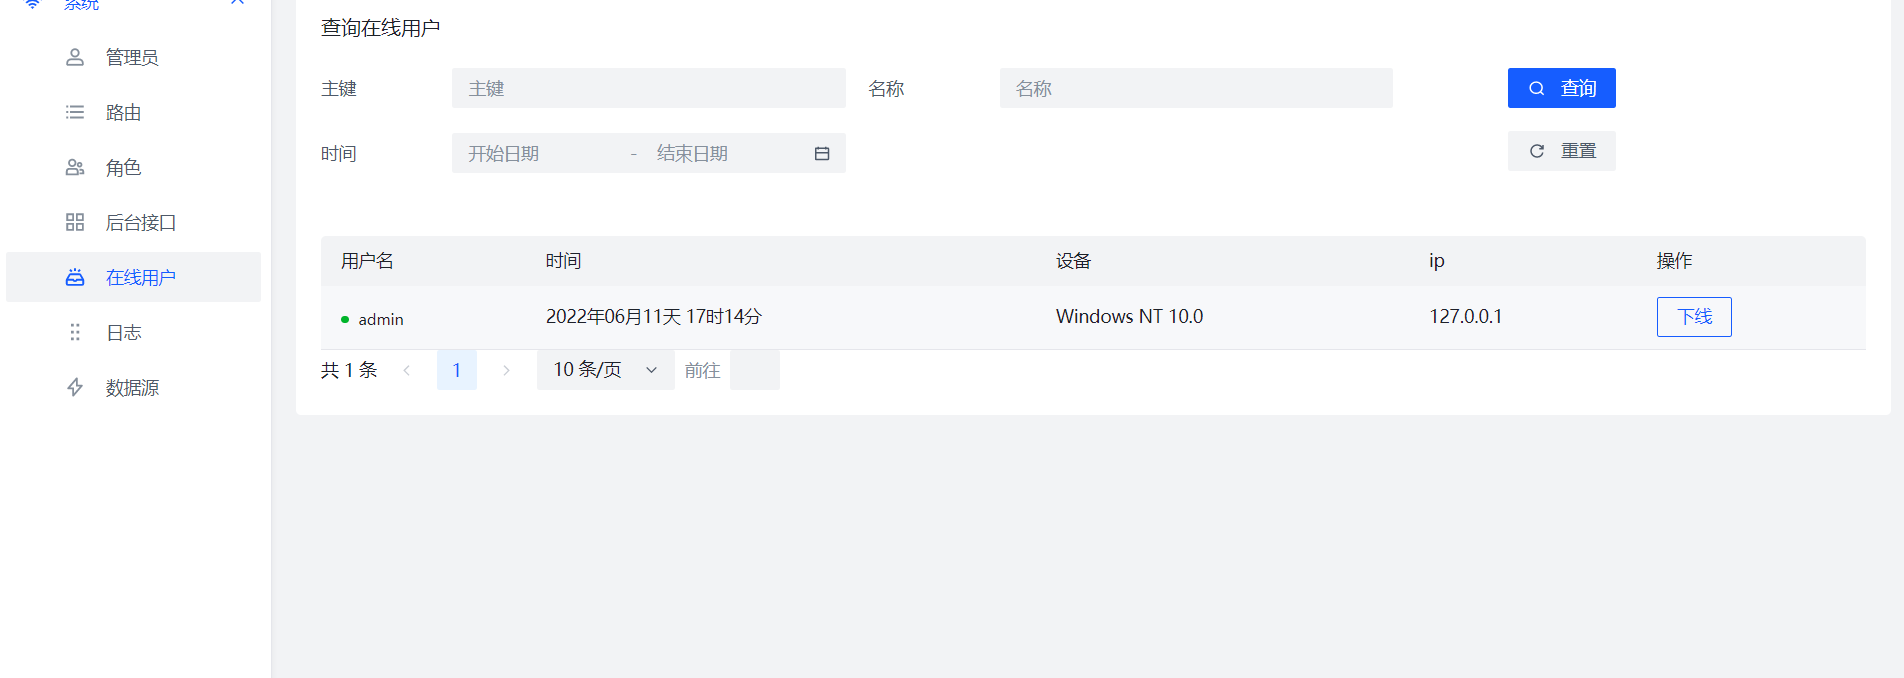 系统
管理员
路由
角色
后台接口
在线用户
日志
数据源
查询在线用户
主键 主键 名称 名称 查询
时间 开始日期 - 结束日期 重置
用户名 时间 设备 ip 操作
admin 2022年06月11天 17时14分 Windows NT 10.0 127.0.0.1 下线
共 1 条 1 10 条/页 前往